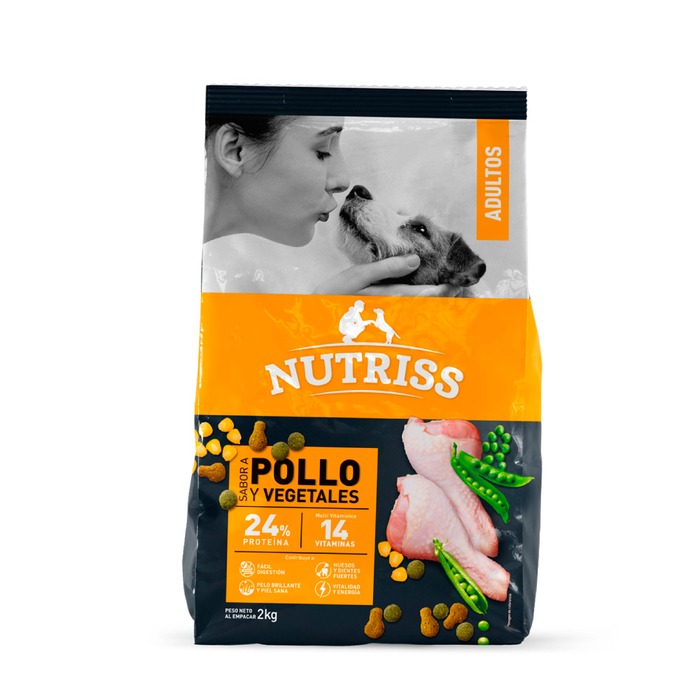 ADULTOS
NUTRISS
SABOR A
POLLO
Y VEGETALES
24%
PROTEÍNA
Multi Vitamínico
14
VITAMINAS
Contribuye a
FÁCIL
DIGESTIÓN
HUESOS
Y DIENTES
FUERTES
PELO BRILLANTE
Y PIEL SANA
VITALIDAD
Y ENERGÍA
PESO NETO
AL EMPACAR 2kg